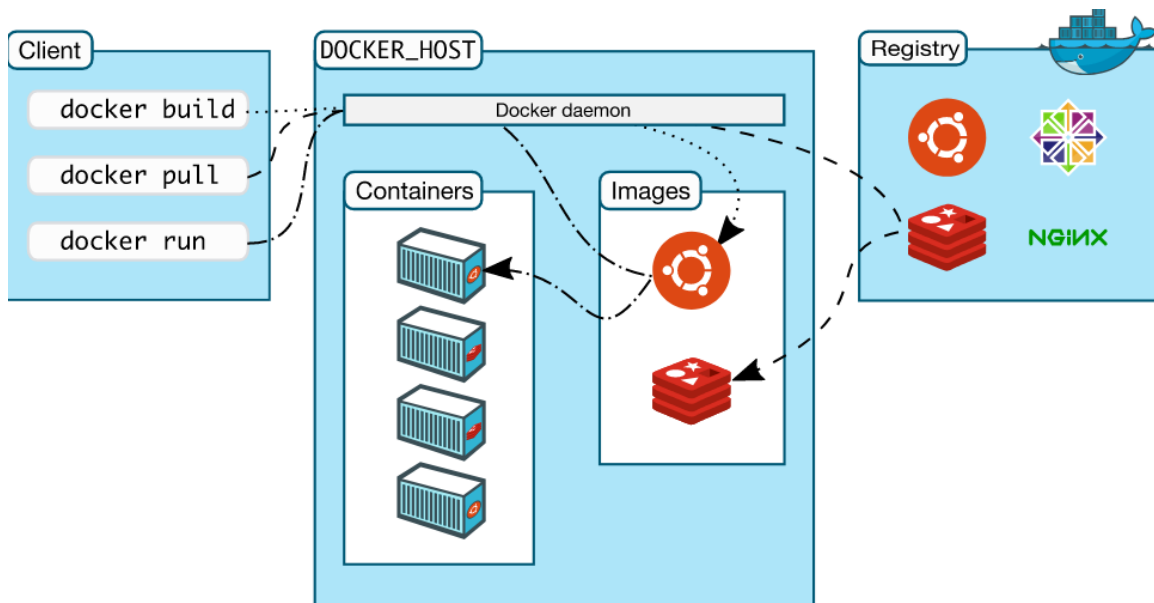 Client
docker build
docker pull
docker run
DOCKER_HOST
Docker daemon
Containers
Images
Registry
NGINX